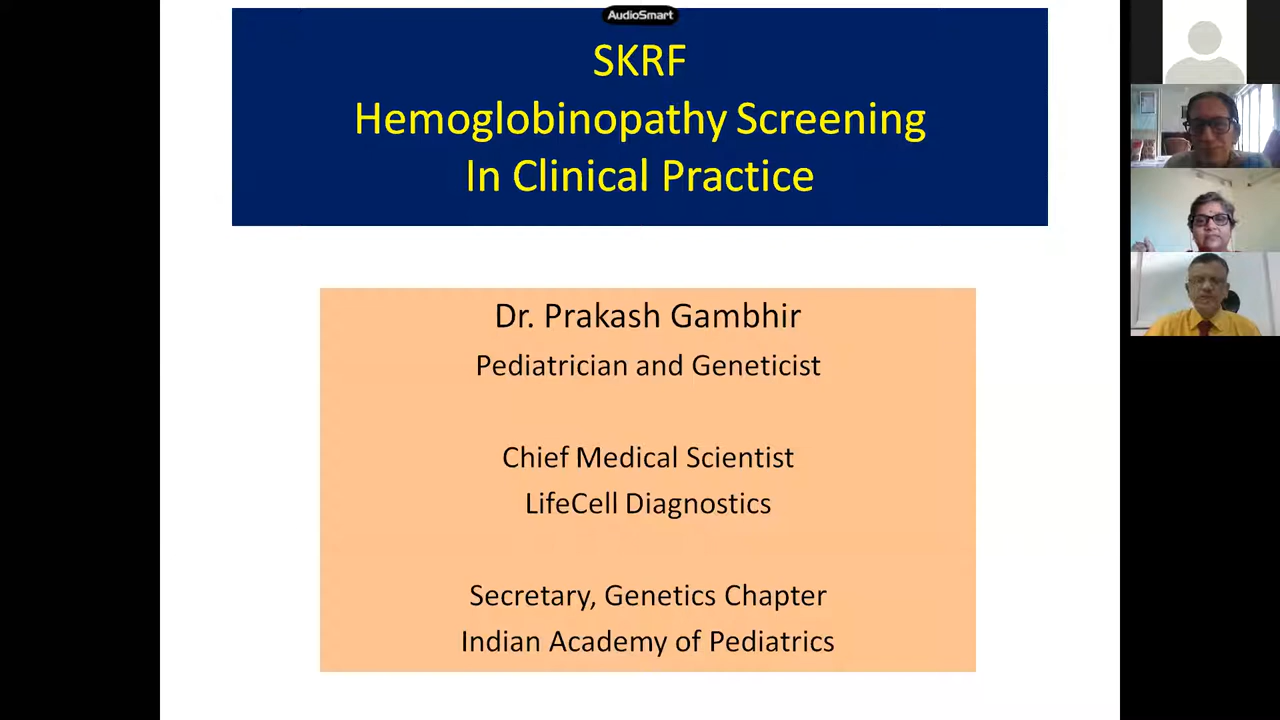 AudioSmart
SKRF
Hemoglobinopathy Screening
In Clinical Practice
Dr. Prakash Gambhir
Pediatrician and Geneticist
Chief Medical Scientist
LifeCell Diagnostics
Secretary, Genetics Chapter
Indian Academy of Pediatrics